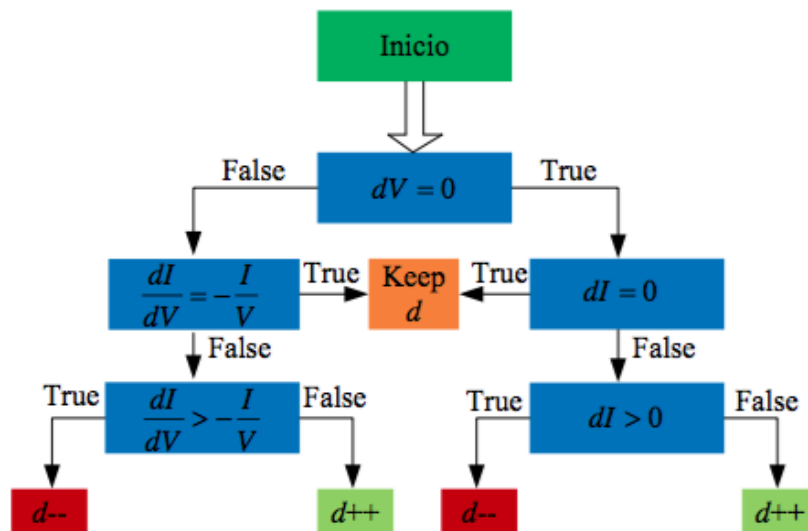 Inicio
False
True
dV = 0
dI/dV = -I/V
True
Keep
d
True
dI = 0
False
False
True
dI/dV > -I/V
False
True
dI > 0
False
d--
d++
d--
d++